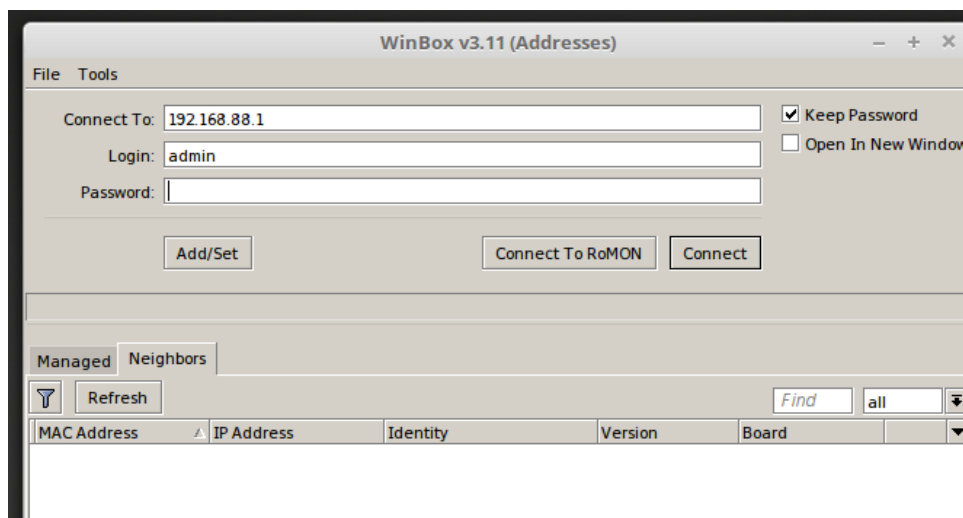 WinBox v3.11 (Addresses)
File Tools
Connect To: 192.168.88.1
Keep Password
Login: admin
Open In New Window
Password:
Add/Set Connect To RoMON Connect
Managed Neighbors
Refresh Find all
MAC Address IP Address Identity Version Board